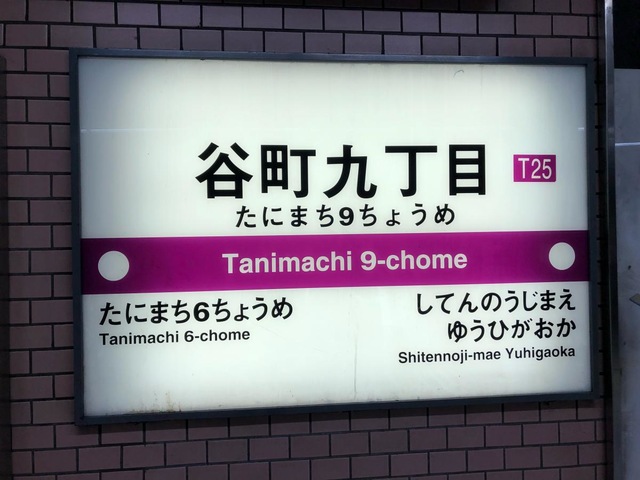 谷町九丁目 T25
たにまち9ちょうめ
Tanimachi 9-chome
たにまち6ちょうめ
Tanimachi 6-chome
してんのうじまえ
ゆうひがおか
Shitennoji-mae Yuhigaoka